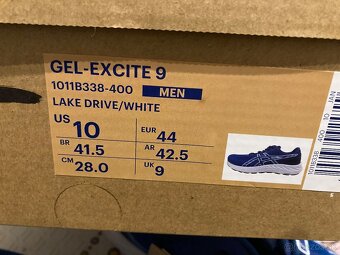 GEL-EXCITE 9
1011B338-400 MEN
LAKE DRIVE/WHITE
US 10 EUR 44
BR 41.5 AR 42.5
CM 28.0 UK 9